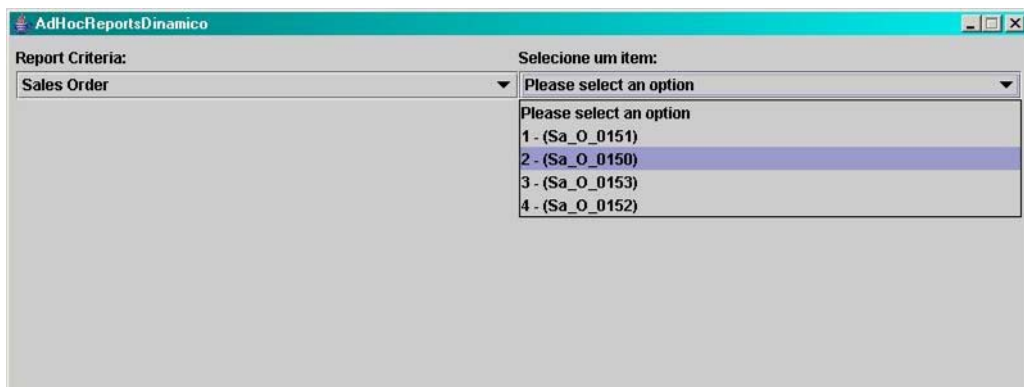 AdHocReportsDinamico
Report Criteria:
Selecione um item:
Sales Order
Please select an option
Please select an option
1 - (Sa_O_0151)
2 - (Sa_O_0150)
3 - (Sa_O_0153)
4 - (Sa_O_0152)